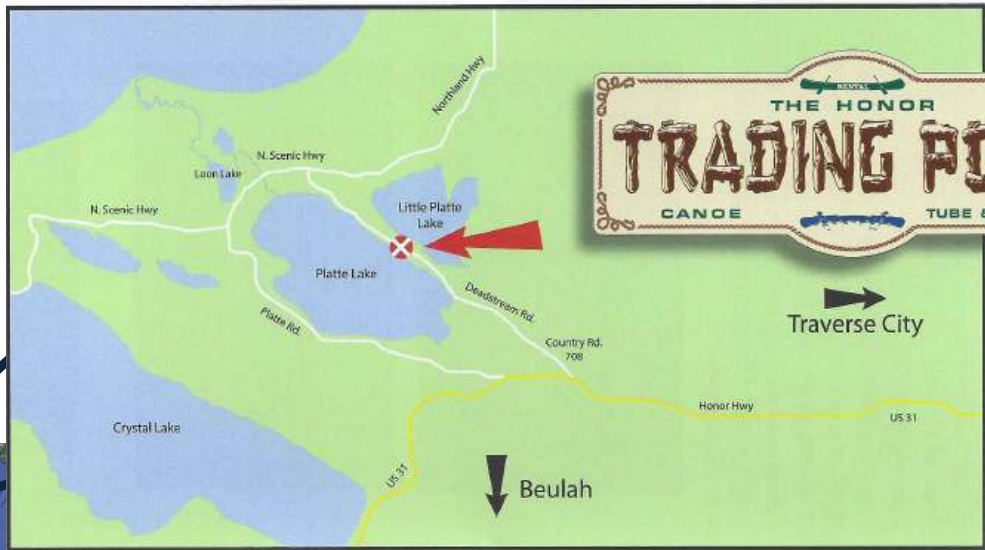 Northland Hwy
RENTAL
THE HONOR
TRADING
CANOE
TUBE &
N. Scenic Hwy
Loon Lake
N. Scenic Hwy
Little Platte
Lake
Platte Lake
Deadstream Rd.
Platte Rd.
Traverse City
Country Rd.
708
Honor Hwy
US 31
Crystal Lake
US 31
Beulah